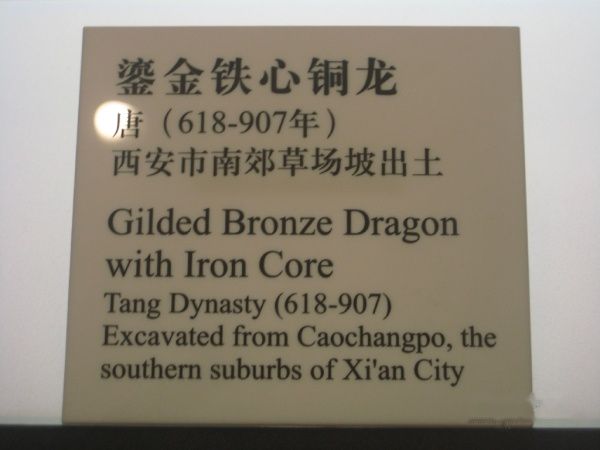 鎏金铁心铜龙
唐（618-907年）
西安市南郊草场坡出土
Gilded Bronze Dragon
with Iron Core
Tang Dynasty (618-907)
Excavated from Caochangpo, the
southern suburbs of Xi'an City